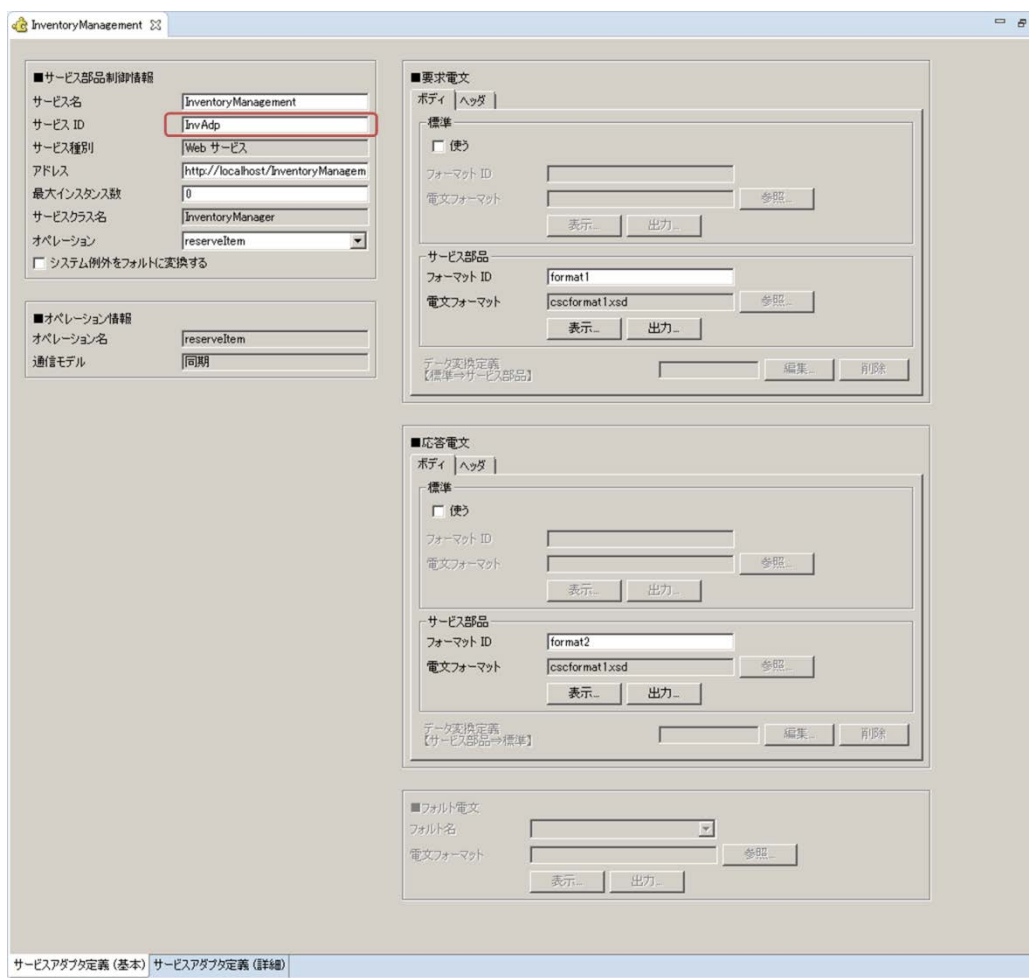 InventoryManagement
■サービス部品制御情報
サービス名 InventoryManagement
サービス ID InvAdp
サービス種別 Web サービス
アドレス http://localhost/InventoryManagem
最大インスタンス数 0
サービスクラス名 InventoryManager
オペレーション reserveItem
システム例外をフォルトに変換する
■オペレーション情報
オペレーション名 reserveItem
通信モデル 同期
■要求電文
ボディ ヘッダ
標準
使う
フォーマット ID
電文フォーマット 参照...
表示... 出力...
サービス部品
フォーマット ID format1
電文フォーマット cscformat1.xsd 参照...
表示... 出力...
データ変換定義
【標準⇒サービス部品】 編集... 削除
■応答電文
ボディ ヘッダ
標準
使う
フォーマット ID
電文フォーマット 参照...
表示... 出力...
サービス部品
フォーマット ID format2
電文フォーマット cscformat1.xsd 参照...
表示... 出力...
データ変換定義
【サービス部品⇒標準】 編集... 削除
■フォルト電文
フォルト名
電文フォーマット 参照...
表示... 出力...
サービスアダプタ定義 (基本) サービスアダプタ定義 (詳細)